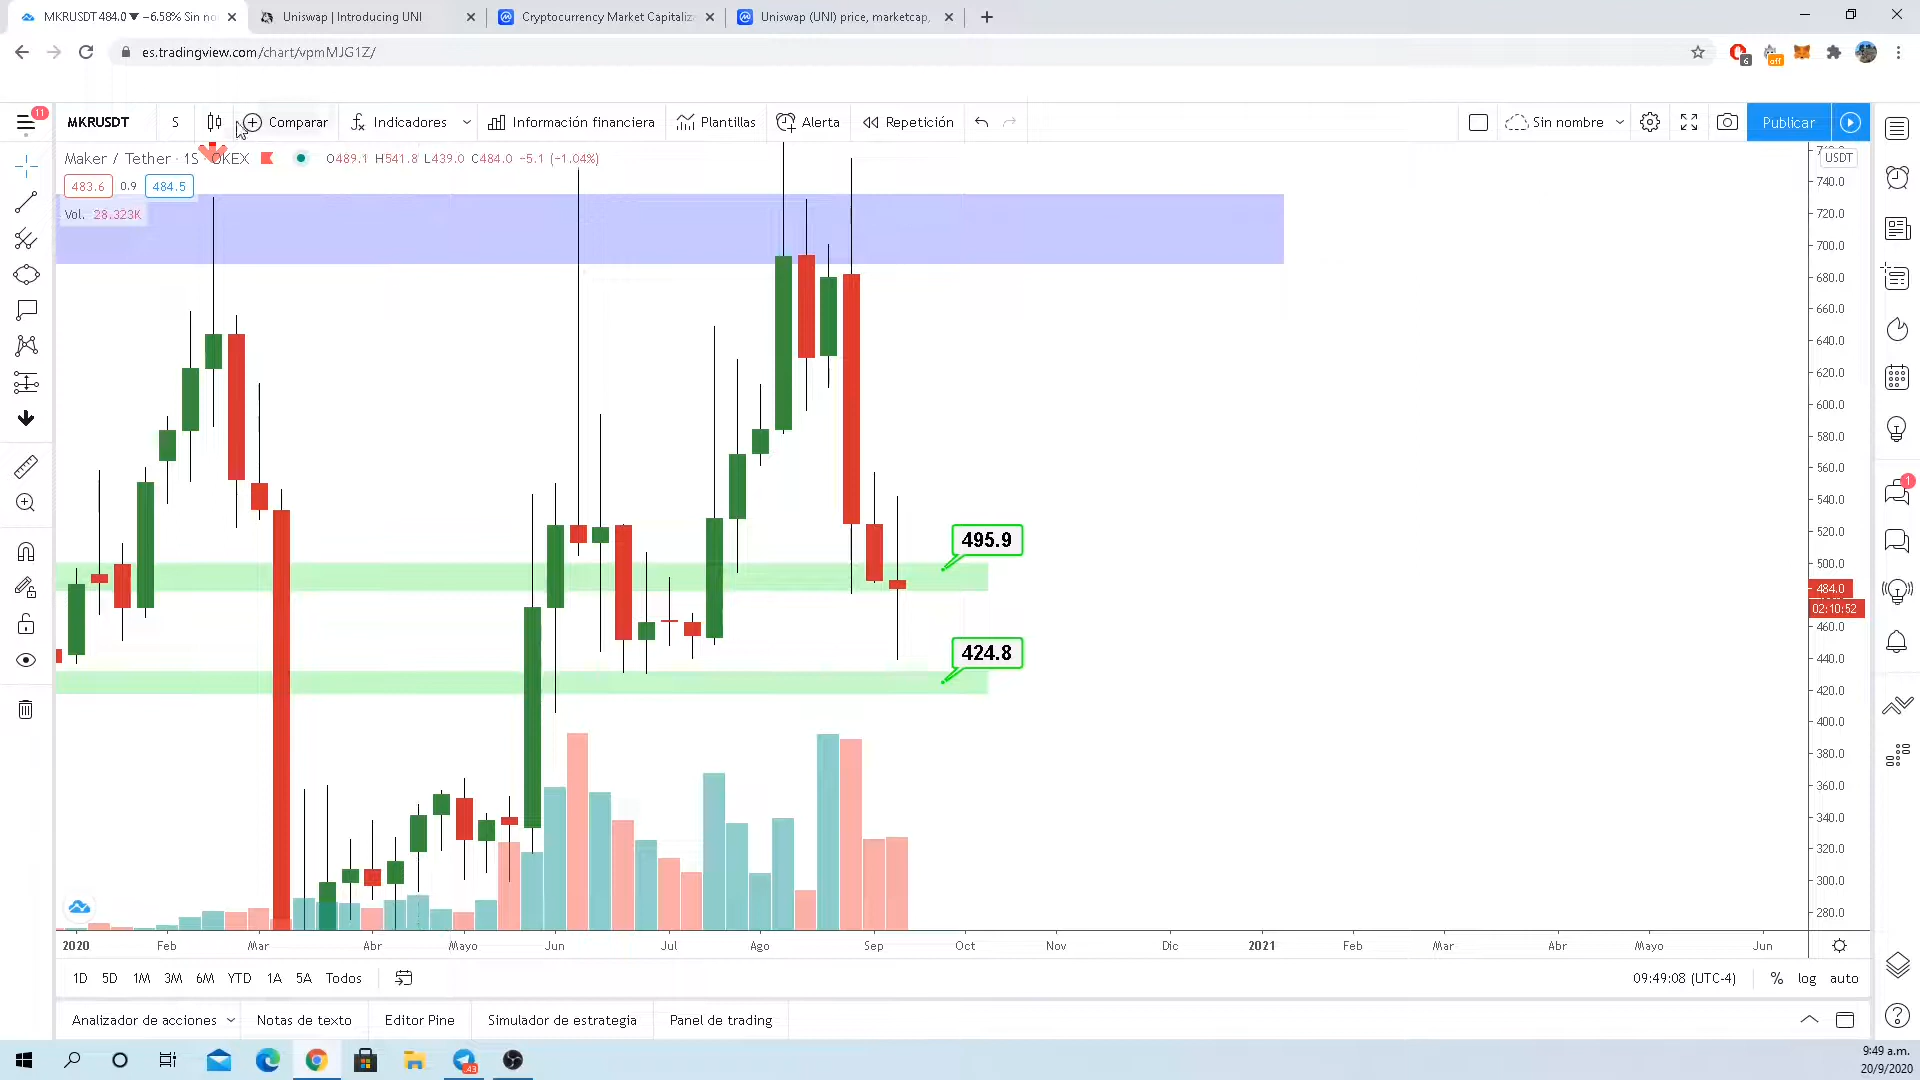 MKRUSDT 484.0 ▼ −6.58% Sin no
Uniswap | Introducing UNI
Cryptocurrency Market Capitaliz
Uniswap (UNI) price, marketcap,
es.tradingview.com/chart/vpmMJG1Z/
6
off
11
MKRUSDT
S
Comparar
Indicadores
Información financiera
Plantillas
Alerta
Repetición
Sin nombre
Publicar
Maker / Tether · 1S · OKEX
O489.1 H541.8 L439.0 C484.0 −5.1 (−1.04%)
USDT
483.6
0.9
484.5
Vol. 28.323K
740.0
720.0
700.0
680.0
660.0
640.0
620.0
600.0
580.0
560.0
540.0
520.0
500.0
484.0
02:10:52
460.0
440.0
420.0
400.0
380.0
360.0
340.0
320.0
300.0
280.0
495.9
424.8
1
2020
Feb
Mar
Abr
Mayo
Jun
Jul
Ago
Sep
Oct
Nov
Dic
2021
Feb
Mar
Abr
Mayo
Jun
1D
5D
1M
3M
6M
YTD
1A
5A
Todos
09:49:08 (UTC-4)
%
log
auto
Analizador de acciones
Notas de texto
Editor Pine
Simulador de estrategia
Panel de trading
43
9:49 a.m.
20/9/2020